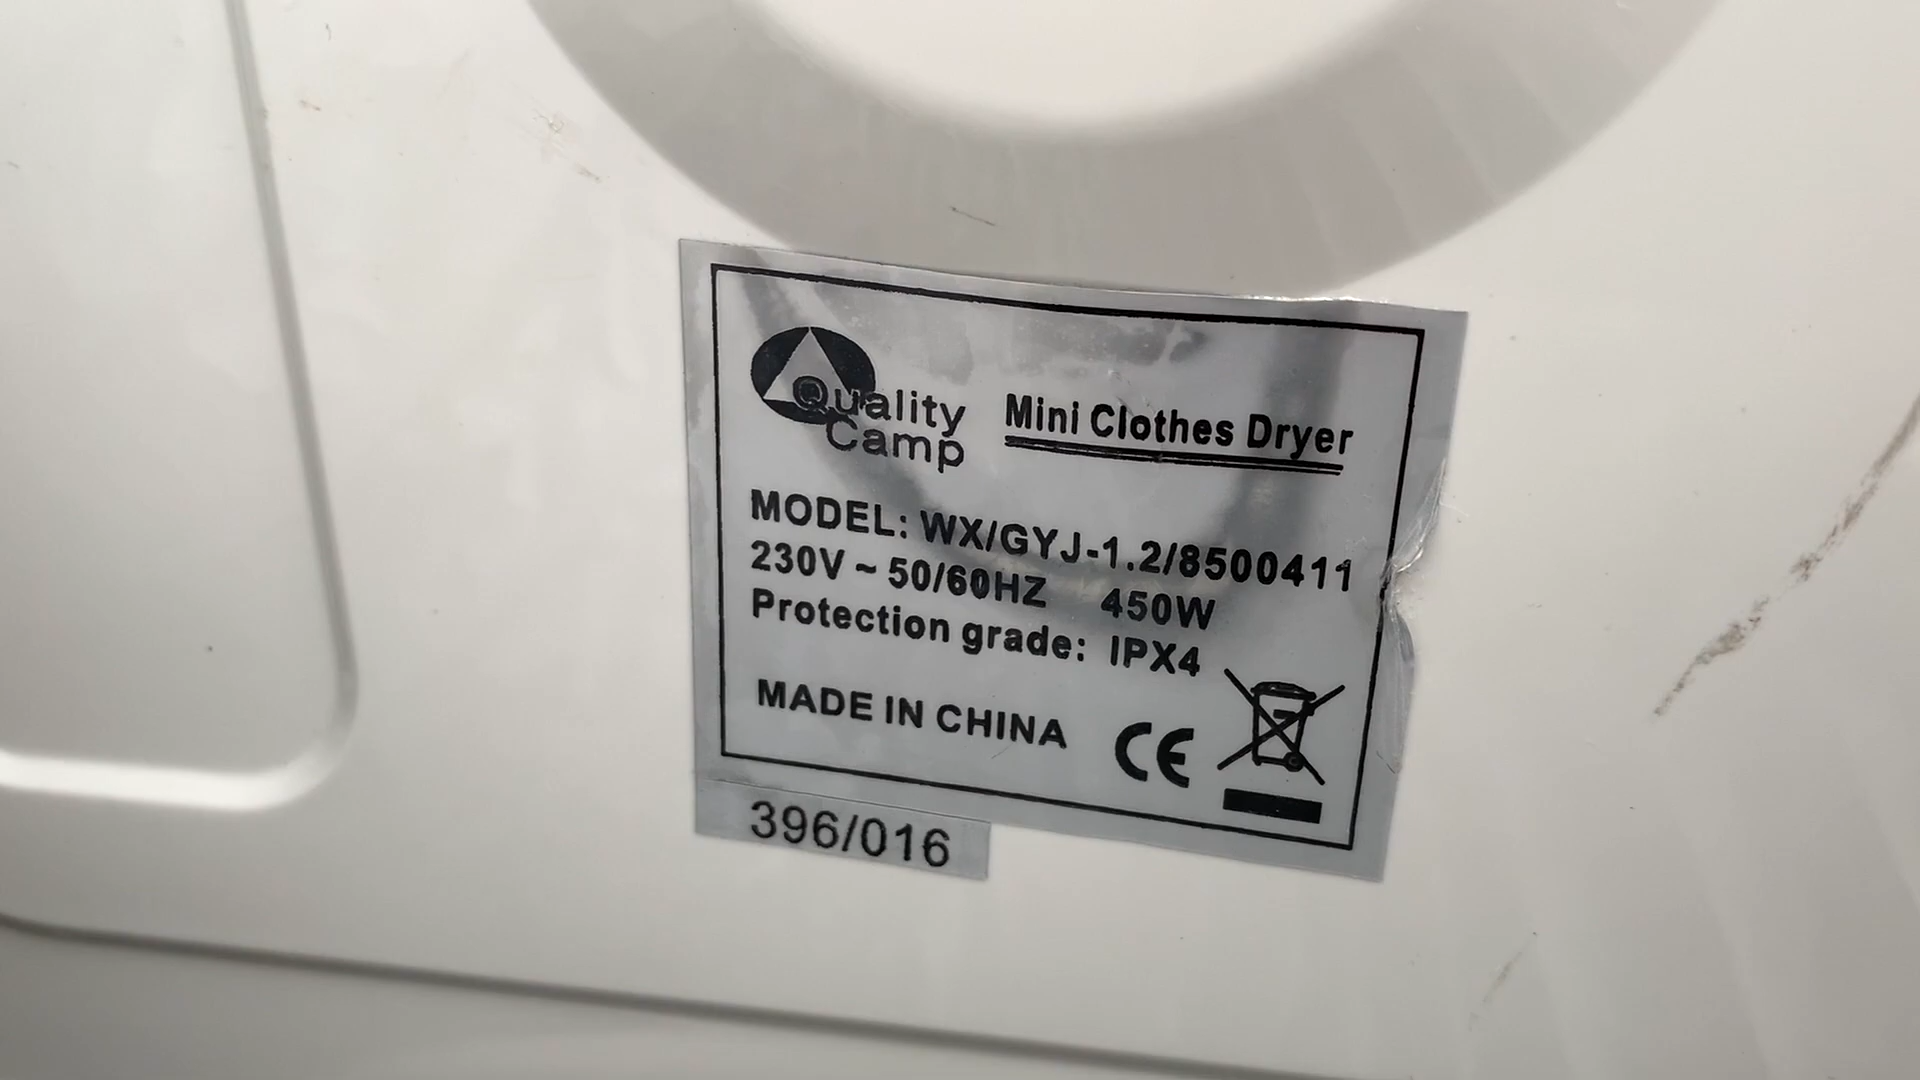 Quality
Camp
Mini Clothes Dryer
MODEL: WX/GYJ-1.2/8500411
230V ~ 50/60HZ 450W
Protection grade: IPX4
MADE IN CHINA
CE
396/016